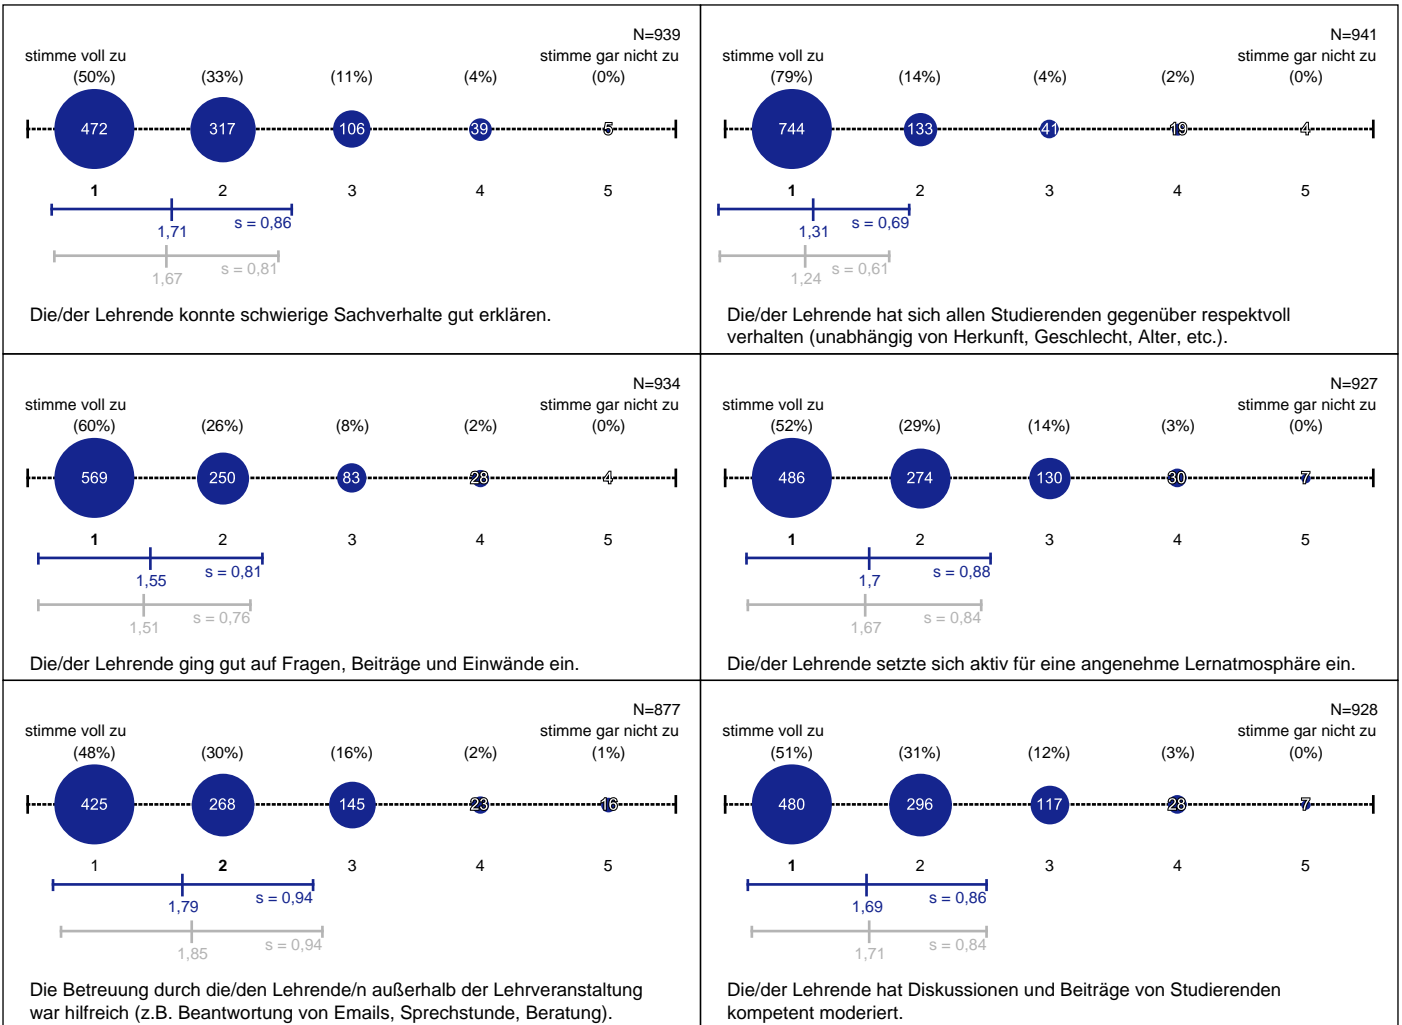 N=939
stimme voll zu stimme gar nicht zu
(50%) (33%) (11%) (4%) (0%)
472 317 106 39 5
1 2 3 4 5
s = 0,86
1,71
s = 0,81
1,67
Die/der Lehrende konnte schwierige Sachverhalte gut erklären.
N=941
stimme voll zu stimme gar nicht zu
(79%) (14%) (4%) (2%) (0%)
744 133 41 19 4
1 2 3 4 5
s = 0,69
1,31
s = 0,61
1,24
Die/der Lehrende hat sich allen Studierenden gegenüber respektvoll
verhalten (unabhängig von Herkunft, Geschlecht, Alter, etc.).
N=934
stimme voll zu stimme gar nicht zu
(60%) (26%) (8%) (2%) (0%)
569 250 83 28 4
1 2 3 4 5
s = 0,81
1,55
s = 0,76
1,51
Die/der Lehrende ging gut auf Fragen, Beiträge und Einwände ein.
N=927
stimme voll zu stimme gar nicht zu
(52%) (29%) (14%) (3%) (0%)
486 274 130 30 7
1 2 3 4 5
s = 0,88
1,7
s = 0,84
1,67
Die/der Lehrende setzte sich aktiv für eine angenehme Lernatmosphäre ein.
N=877
stimme voll zu stimme gar nicht zu
(48%) (30%) (16%) (2%) (1%)
425 268 145 23 16
1 2 3 4 5
s = 0,94
1,79
s = 0,94
1,85
Die Betreuung durch die/den Lehrende/n außerhalb der Lehrveranstaltung
war hilfreich (z.B. Beantwortung von Emails, Sprechstunde, Beratung).
N=928
stimme voll zu stimme gar nicht zu
(51%) (31%) (12%) (3%) (0%)
480 296 117 28 7
1 2 3 4 5
s = 0,86
1,69
s = 0,84
1,71
Die/der Lehrende hat Diskussionen und Beiträge von Studierenden
kompetent moderiert.